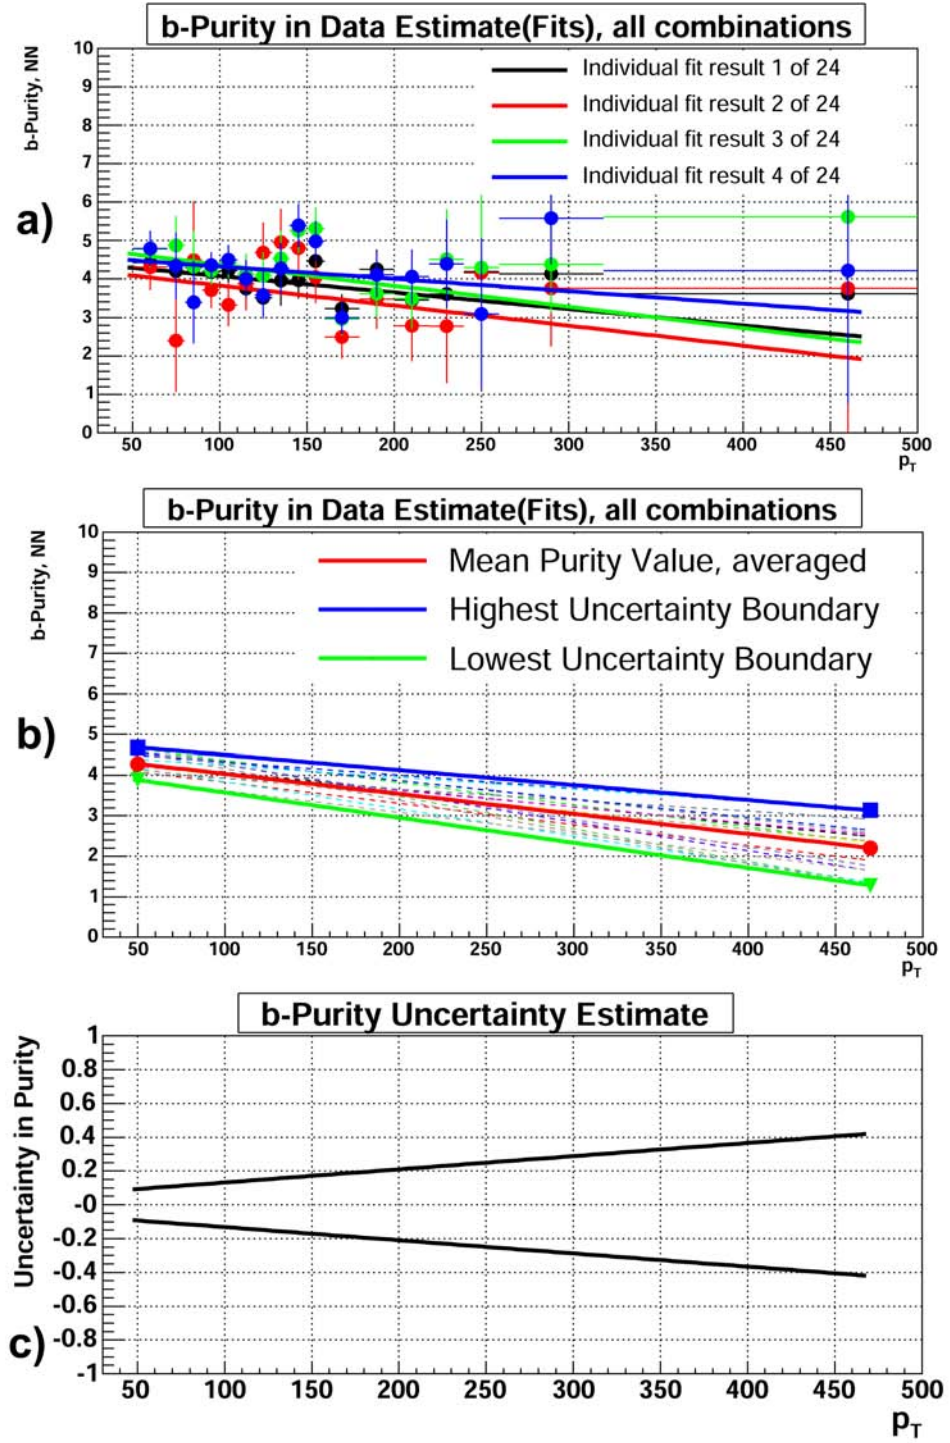 a)
b-Purity in Data Estimate(Fits), all combinations
b-Purity, NN
Individual fit result 1 of 24
Individual fit result 2 of 24
Individual fit result 3 of 24
Individual fit result 4 of 24
10
9
8
7
6
5
4
3
2
1
0
50 100 150 200 250 300 350 400 450 500
pT
b)
b-Purity in Data Estimate(Fits), all combinations
b-Purity, NN
Mean Purity Value, averaged
Highest Uncertainty Boundary
Lowest Uncertainty Boundary
10
9
8
7
6
5
4
3
2
1
0
50 100 150 200 250 300 350 400 450 500
pT
b-Purity Uncertainty Estimate
Uncertainty in Purity
1
0.8
0.6
0.4
0.2
-0
-0.2
-0.4
-0.6
-0.8
-1
c)
50 100 150 200 250 300 350 400 450 500
pT